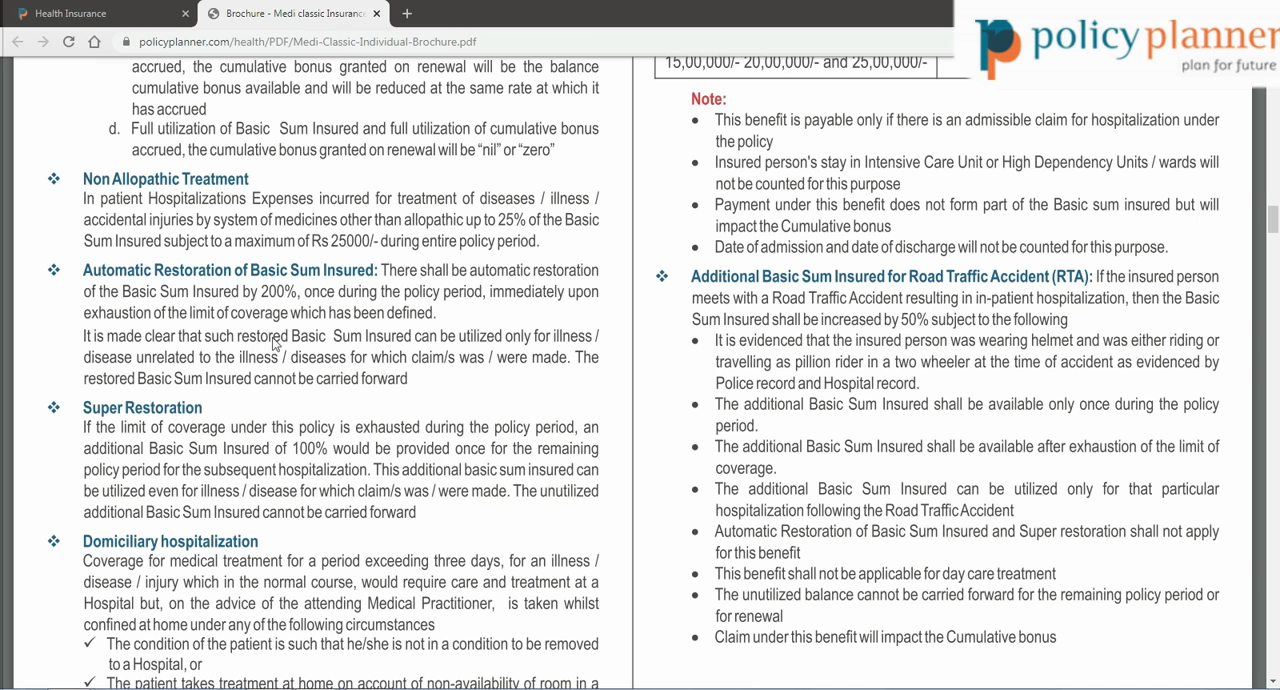 Health Insurance
Brochure - Medi classic Insurance
policyplanner.com/health/PDF/Medi-Classic-Individual-Brochure.pdf
policyplanner
plan for future
accrued, the cumulative bonus granted on renewal will be the balance
cumulative bonus available and will be reduced at the same rate at which it
has accrued
d. Full utilization of Basic Sum Insured and full utilization of cumulative bonus
accrued, the cumulative bonus granted on renewal will be “nil” or “zero”
Non Allopathic Treatment
In patient Hospitalizations Expenses incurred for treatment of diseases / illness /
accidental injuries by system of medicines other than allopathic up to 25% of the Basic
Sum Insured subject to a maximum of Rs 25000/- during entire policy period.
Automatic Restoration of Basic Sum Insured: There shall be automatic restoration
of the Basic Sum Insured by 200%, once during the policy period, immediately upon
exhaustion of the limit of coverage which has been defined.
It is made clear that such restored Basic Sum Insured can be utilized only for illness /
disease unrelated to the illness / diseases for which claim/s was / were made. The
restored Basic Sum Insured cannot be carried forward
Super Restoration
If the limit of coverage under this policy is exhausted during the policy period, an
additional Basic Sum Insured of 100% would be provided once for the remaining
policy period for the subsequent hospitalization. This additional basic sum insured can
be utilized even for illness / disease for which claim/s was / were made. The unutilized
additional Basic Sum Insured cannot be carried forward
Domiciliary hospitalization
Coverage for medical treatment for a period exceeding three days, for an illness /
disease / injury which in the normal course, would require care and treatment at a
Hospital but, on the advice of the attending Medical Practitioner, is taken whilst
confined at home under any of the following circumstances
✓ The condition of the patient is such that he/she is not in a condition to be removed
to a Hospital, or
✓ The patient takes treatment at home on account of non-availability of room in a
15,00,000/- 20,00,000/- and 25,00,000/-
Note:
• This benefit is payable only if there is an admissible claim for hospitalization under
the policy
• Insured person's stay in Intensive Care Unit or High Dependency Units / wards will
not be counted for this purpose
• Payment under this benefit does not form part of the Basic sum insured but will
impact the Cumulative bonus
• Date of admission and date of discharge will not be counted for this purpose.
Additional Basic Sum Insured for Road Traffic Accident (RTA): If the insured person
meets with a Road Traffic Accident resulting in in-patient hospitalization, then the Basic
Sum Insured shall be increased by 50% subject to the following
• It is evidenced that the insured person was wearing helmet and was either riding or
travelling as pillion rider in a two wheeler at the time of accident as evidenced by
Police record and Hospital record.
• The additional Basic Sum Insured shall be available only once during the policy
period.
• The additional Basic Sum Insured shall be available after exhaustion of the limit of
coverage.
• The additional Basic Sum Insured can be utilized only for that particular
hospitalization following the Road Traffic Accident
• Automatic Restoration of Basic Sum Insured and Super restoration shall not apply
for this benefit
• This benefit shall not be applicable for day care treatment
• The unutilized balance cannot be carried forward for the remaining policy period or
for renewal
• Claim under this benefit will impact the Cumulative bonus